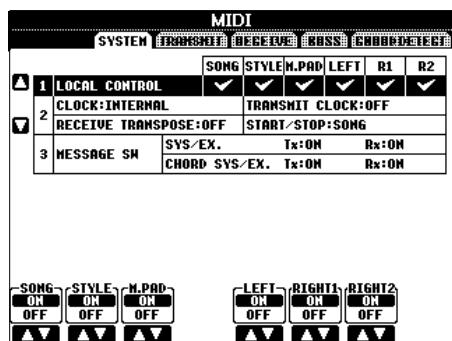 MIDI
SYSTEM TRANSMIT RECEIVE BASS CHORD DETECT
SONG STYLE M.PAD LEFT R1 R2
1 LOCAL CONTROL
2 CLOCK:INTERNAL TRANSMIT CLOCK:OFF
RECEIVE TRANSPOSE:OFF START/STOP:SONG
3 MESSAGE SW SYS/EX. Tx:ON Rx:ON
CHORD SYS/EX. Tx:ON Rx:ON
SONG STYLE M.PAD LEFT RIGHT1 RIGHT2
ON ON ON ON ON ON
OFF OFF OFF OFF OFF OFF